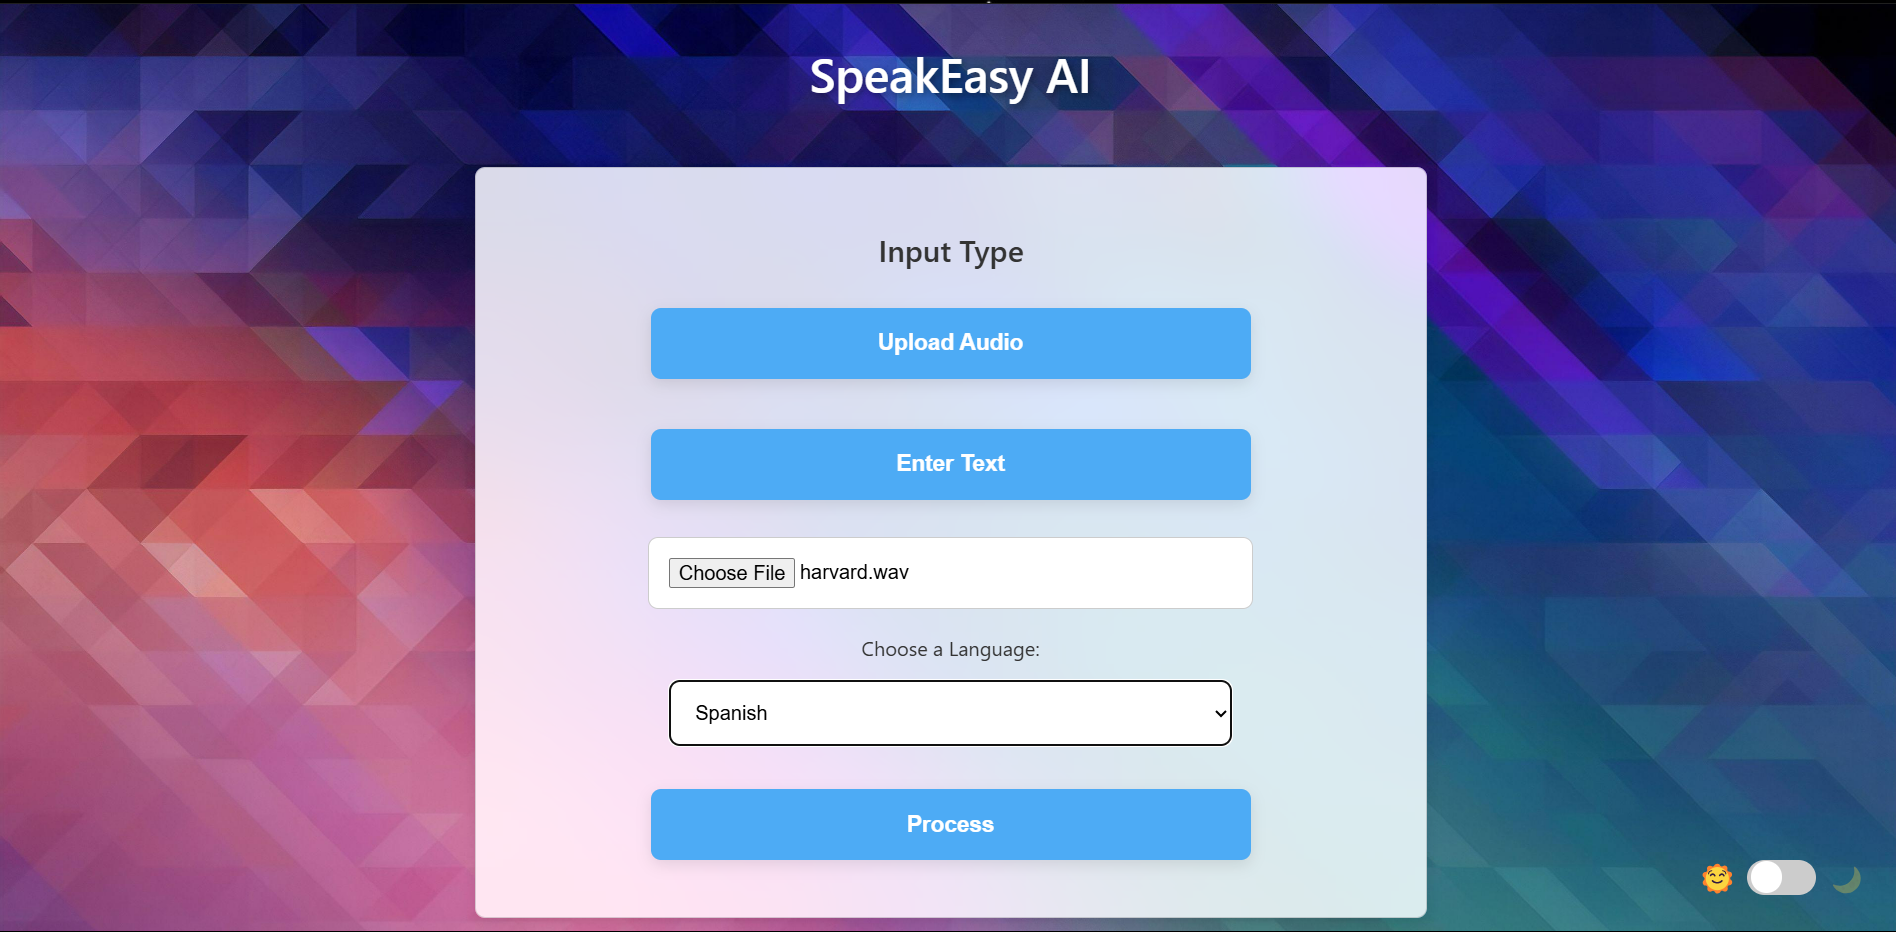 SpeakEasy AI
Input Type
Upload Audio
Enter Text
Choose File harvard.wav
Choose a Language:
Spanish
Process